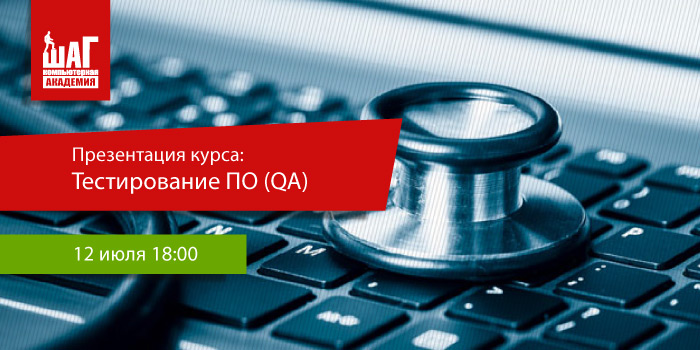 ШАГ
КОМПЬЮТЕРНАЯ
АКАДЕМИЯ
Презентация курса:
Тестирование ПО (QA)
12 июля 18:00